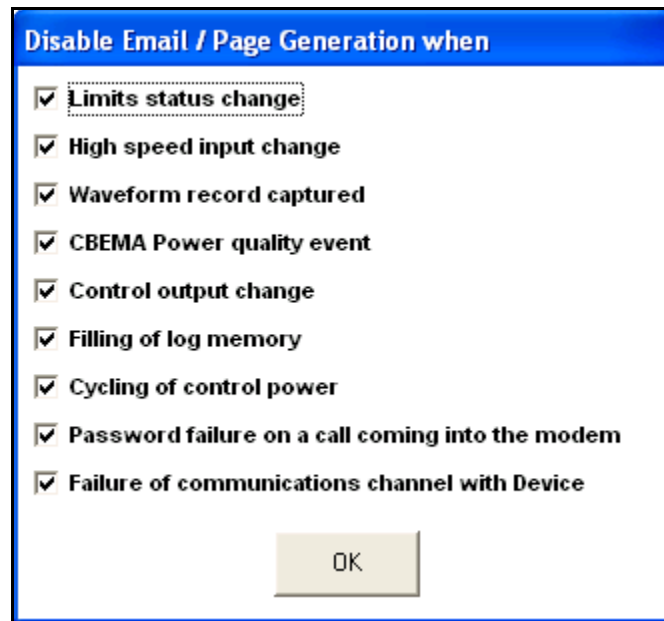 Disable Email / Page Generation when
Limits status change
High speed input change
Waveform record captured
CBEMA Power quality event
Control output change
Filling of log memory
Cycling of control power
Password failure on a call coming into the modem
Failure of communications channel with Device
OK